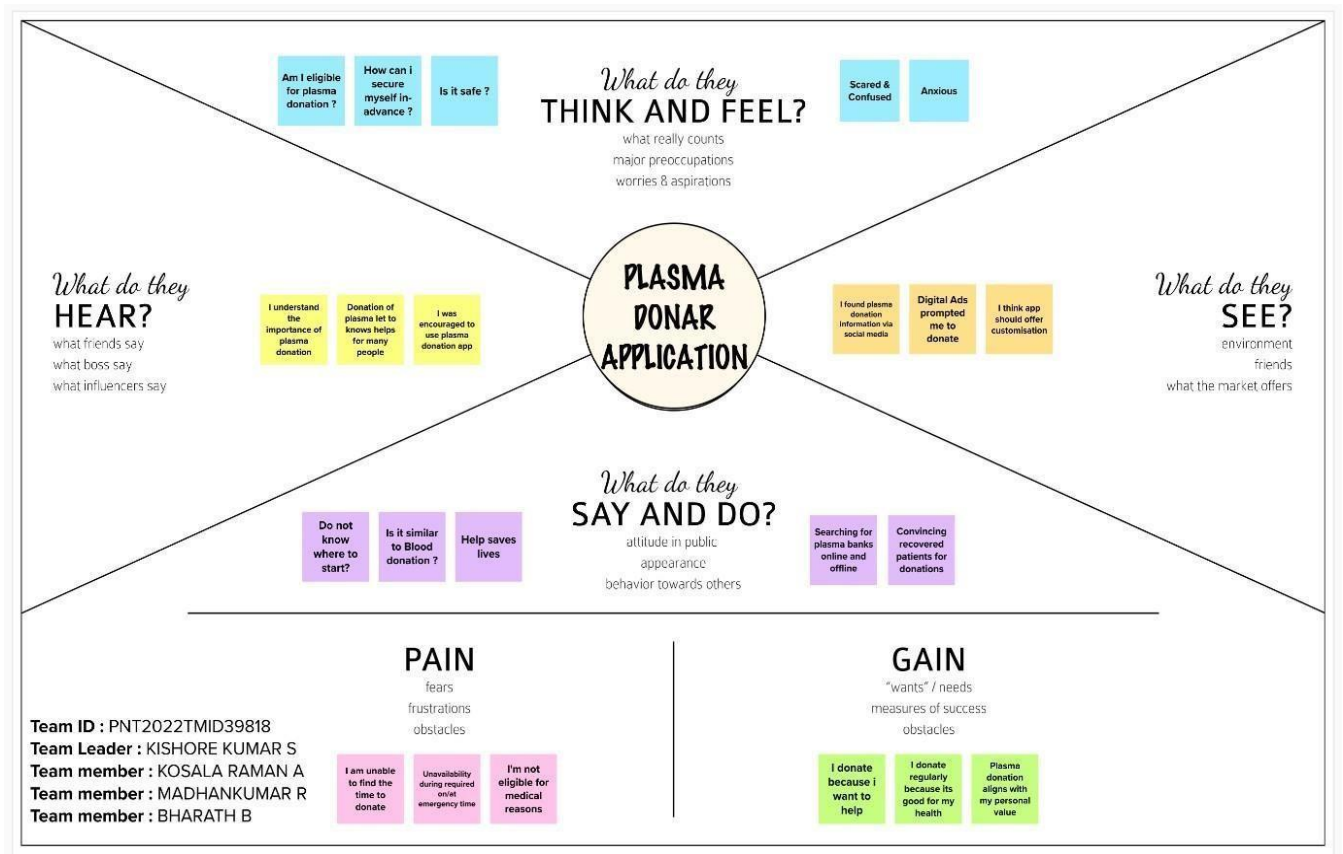 Am I eligible
for plasma
donation ?
How can i
secure
myself in-
advance ?
Is it safe ?
What do they
THINK AND FEEL?
what really counts
major preoccupations
worries & aspirations
Scared &
Confused
Anxious
What do they
HEAR?
what friends say
what boss say
what influencers say
I understand
the
importance of
plasma
donation
Donation of
plasma let to
knows helps
for many
people
I was
encouraged to
use plasma
donation app
PLASMA
DONAR
APPLICATION
I found plasma
donation
information via
social media
Digital Ads
prompted
me to
donate
I think app
should offer
customisation
What do they
SEE?
environment
friends
what the market offers
What do they
SAY AND DO?
attitude in public
appearance
behavior towards others
Do not
know
where to
start?
Is it similar
to Blood
donation ?
Help saves
lives
Searching for
plasma banks
online and
offline
Convincing
recovered
patients for
donations
PAIN
fears
frustrations
obstacles
I am unable
to find the
time to
donate
Unavailability
during required
on/at
emergency time
I'm not
eligible for
medical
reasons
GAIN
"wants" / needs
measures of success
obstacles
I donate
because i
want to
help
I donate
regularly
because its
good for my
health
Plasma
donation
aligns with
my personal
value
Team ID : PNT2022TMID39818
Team Leader : KISHORE KUMAR S
Team member : KOSALA RAMAN A
Team member : MADHANKUMAR R
Team member : BHARATH B